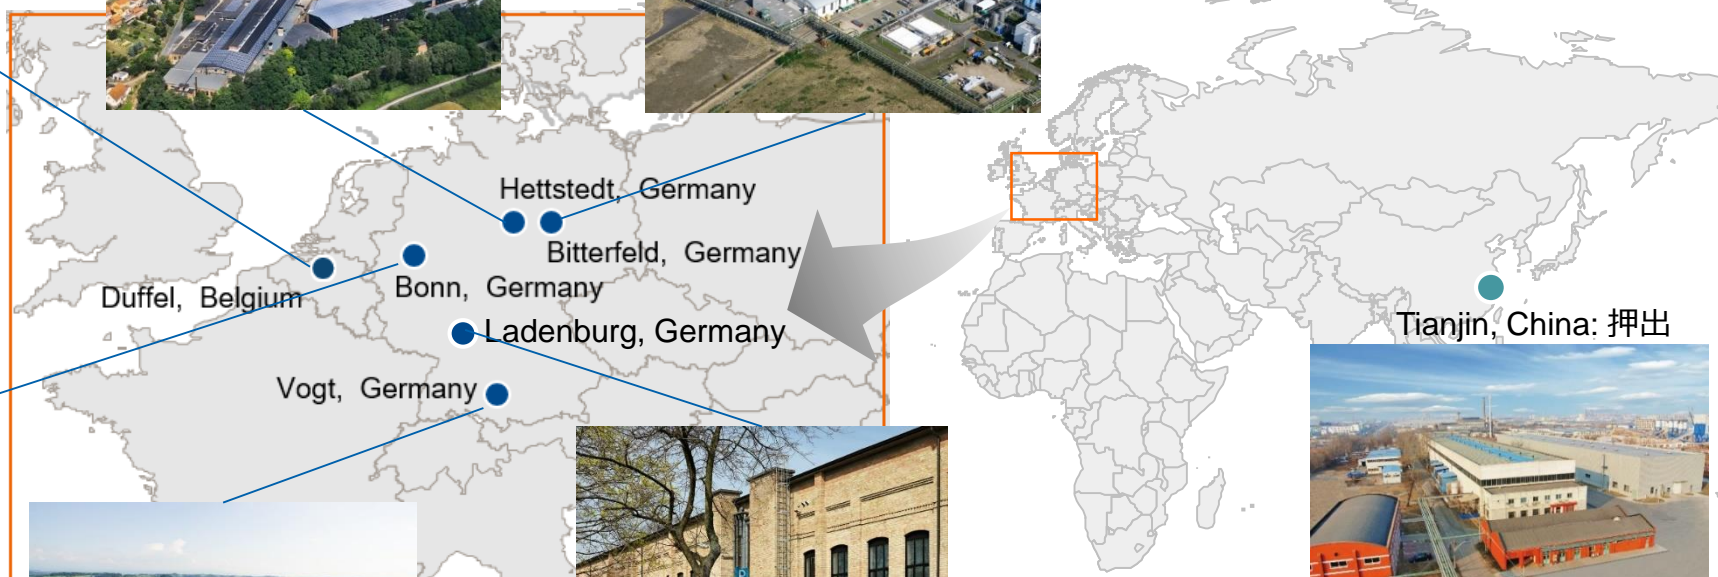 Hettstedt, Germany
Bitterfeld, Germany
Bonn, Germany
Duffel, Belgium
Ladenburg, Germany
Vogt, Germany
Tianjin, China: 押出